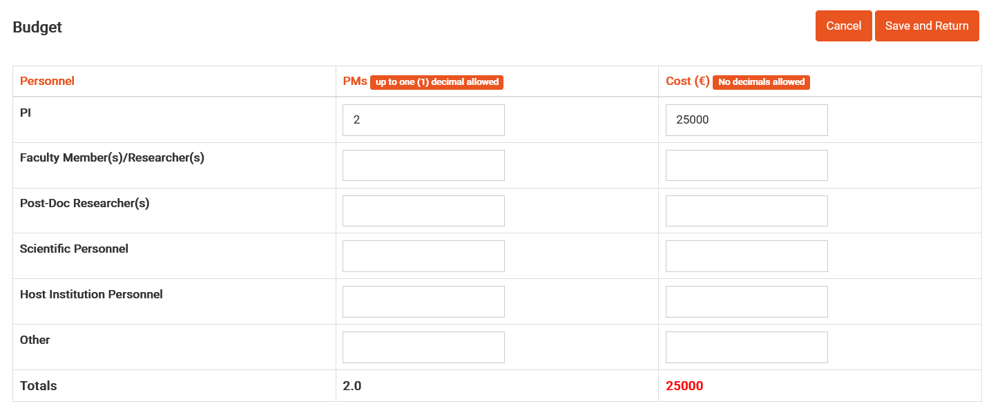 Budget Cancel Save and Return
Personnel PMs up to one (1) decimal allowed Cost (€) No decimals allowed
PI 2 25000
Faculty Member(s)/Researcher(s)
Post-Doc Researcher(s)
Scientific Personnel
Host Institution Personnel
Other
Totals 2.0 25000